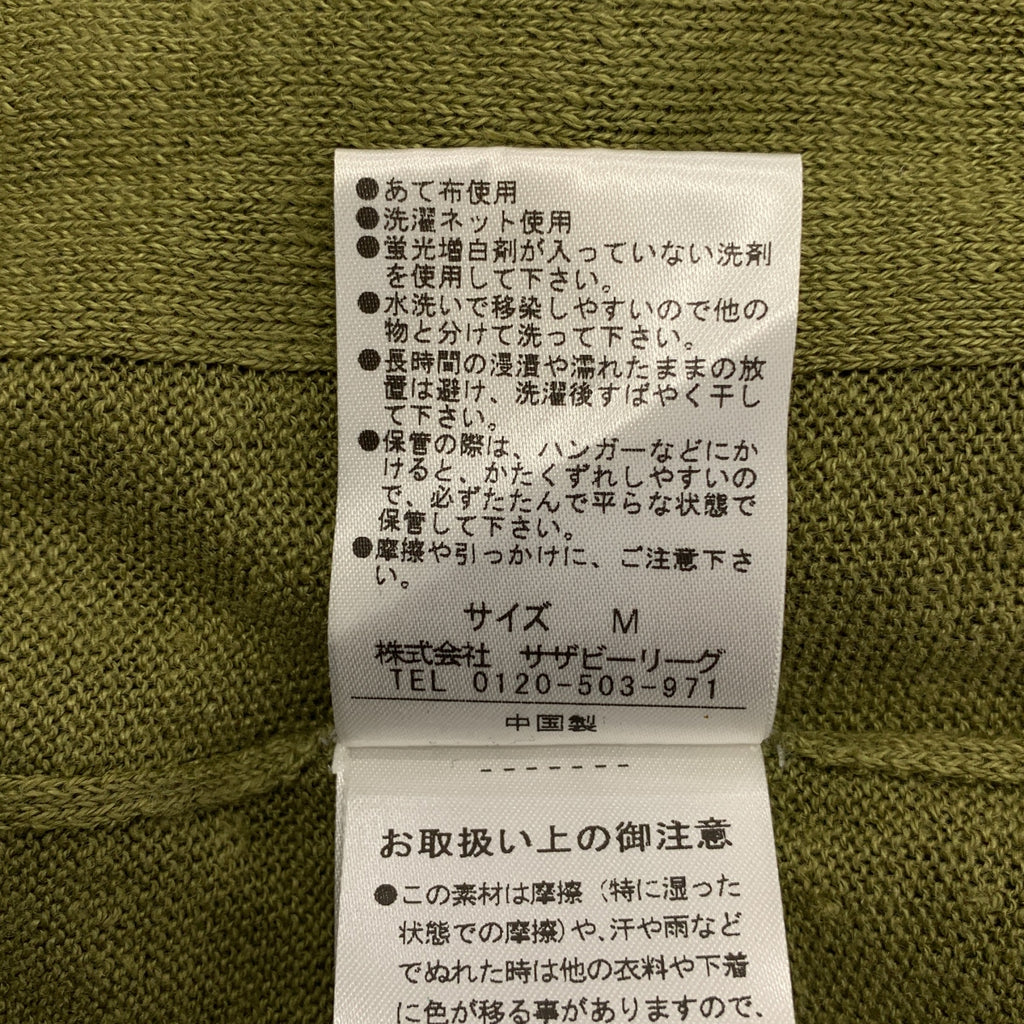 ●あて布使用
●洗濯ネット使用
●蛍光増白剤が入っていない洗剤
を使用して下さい。
●水洗いで移染しやすいので他の
物と分けて洗って下さい。
●長時間の浸漬や濡れたままの放
置は避け、洗濯後すばやく干し
て下さい。
●保管の際は、ハンガーなどにか
けると、かたくずれしやすいの
で、必ずたたんで平らな状態で
保管して下さい。
●摩擦や引っかけに、ご注意下さ
い。
サイズ M
株式会社 サザビーリーグ
TEL 0120-503-971
中国製
-------
お取扱い上の御注意
●この素材は摩擦(特に湿った
状態での摩擦)や、汗や雨など
でぬれた時は他の衣料や下着
に色が移る事がありますので、